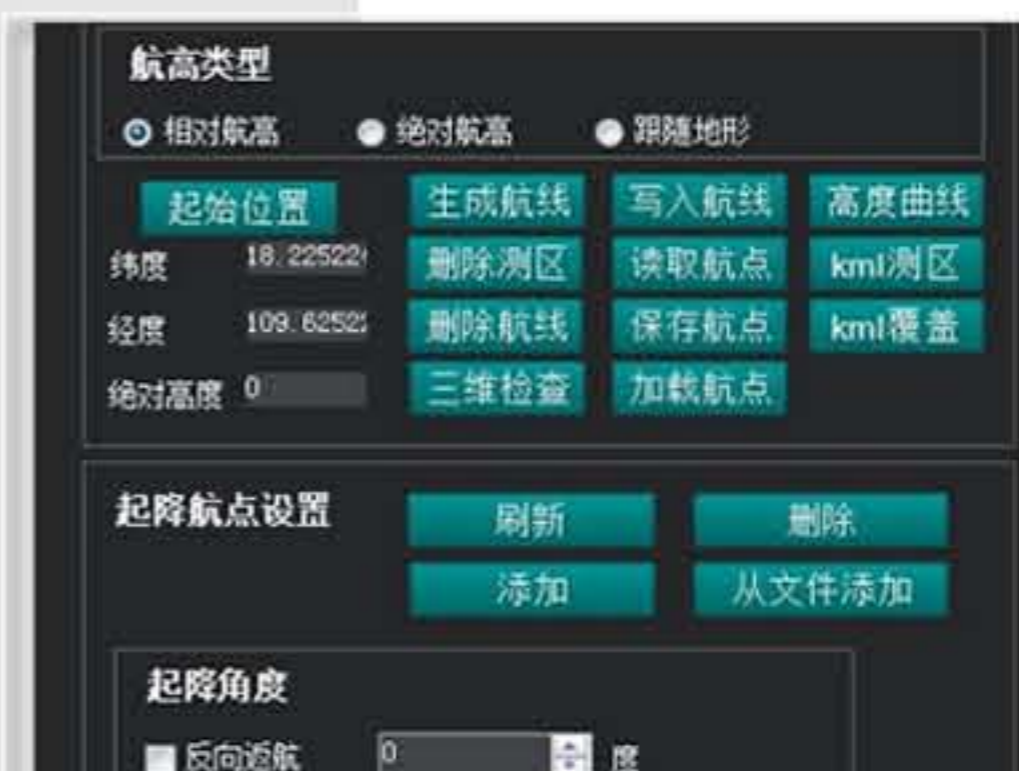 航高类型
相对航高 绝对航高 跟随地形
起始位置 生成航线 写入航线 高度曲线
纬度 18.22522 删除测区 读取航点 kml测区
经度 109.6252 删除航线 保存航点 kml覆盖
绝对高度 0 三维检查 加载航点
起降航点设置 刷新 删除
添加 从文件添加
起降角度
反向返航 0 度